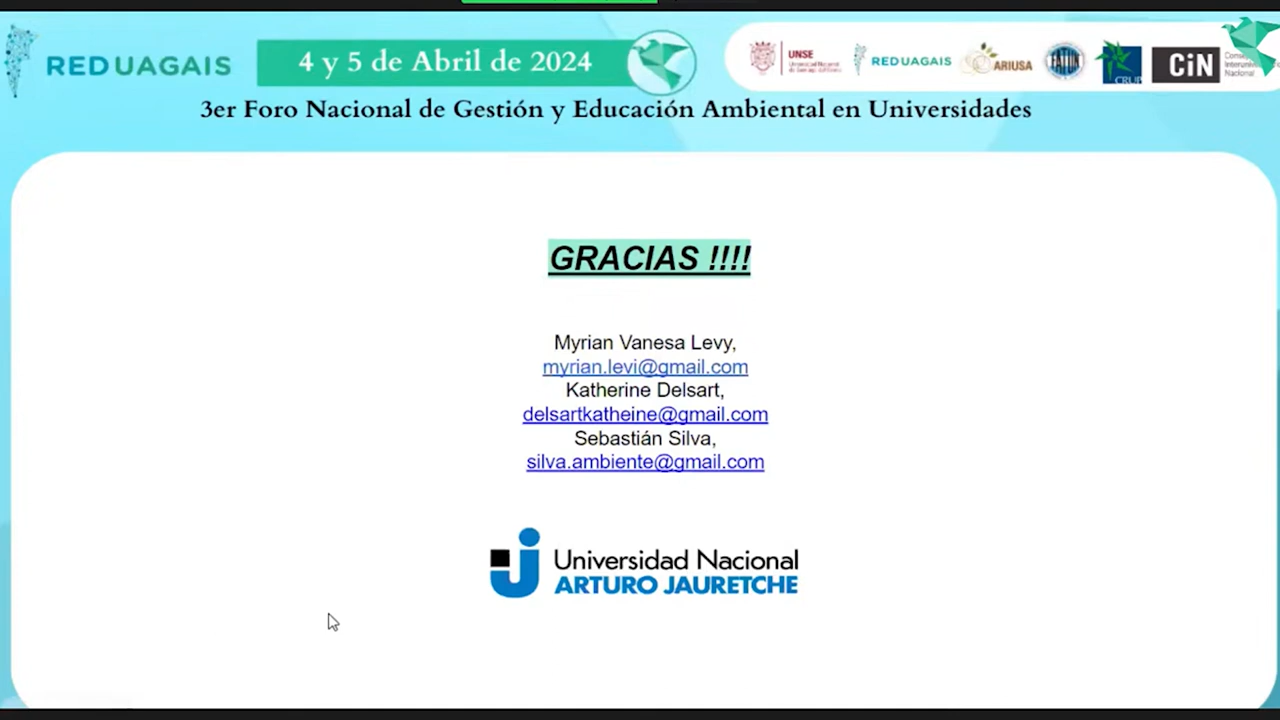 REDUAGAIS
4 y 5 de Abril de 2024
UNSE
REDUAGAIS
ARIUSA
CRUP
CiN
3er Foro Nacional de Gestión y Educación Ambiental en Universidades
GRACIAS !!!!
Myrian Vanesa Levy,
myrian.levi@gmail.com
Katherine Delsart,
delsartkatheine@gmail.com
Sebastián Silva,
silva.ambiente@gmail.com
Universidad Nacional
ARTURO JAURETCHE